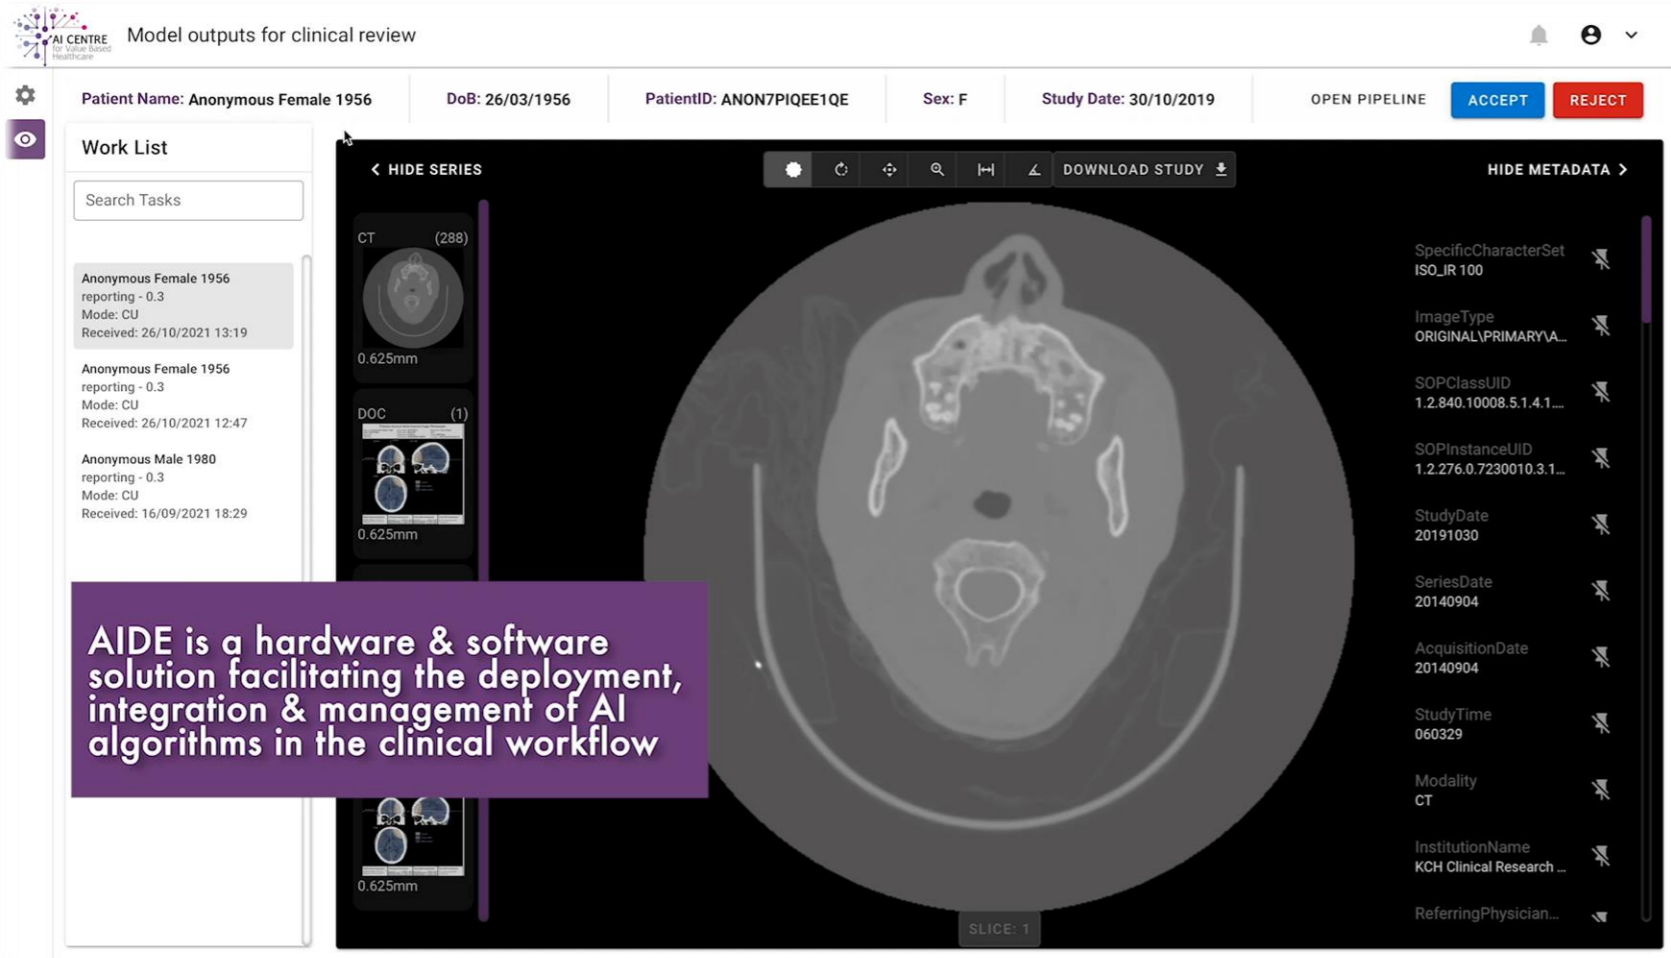 AI CENTRE
for Value Based
Healthcare
Model outputs for clinical review
Patient Name: Anonymous Female 1956
DoB: 26/03/1956
PatientID: ANON7PIQEE1QE
Sex: F
Study Date: 30/10/2019
OPEN PIPELINE
ACCEPT
REJECT
Work List
Search Tasks
Anonymous Female 1956
reporting - 0.3
Mode: CU
Received: 26/10/2021 13:19
Anonymous Female 1956
reporting - 0.3
Mode: CU
Received: 26/10/2021 12:47
Anonymous Male 1980
reporting - 0.3
Mode: CU
Received: 16/09/2021 18:29
HIDE SERIES
DOWNLOAD STUDY
HIDE METADATA
CT (288)
0.625mm
DOC (1)
0.625mm
0.625mm
AIDE is a hardware & software
solution facilitating the deployment,
integration & management of AI
algorithms in the clinical workflow
SLICE: 1
SpecificCharacterSet
ISO_IR 100
ImageType
ORIGINAL\PRIMARY\A...
SOPClassUID
1.2.840.10008.5.1.4.1....
SOPInstanceUID
1.2.276.0.7230010.3.1...
StudyDate
20191030
SeriesDate
20140904
AcquisitionDate
20140904
StudyTime
060329
Modality
CT
InstitutionName
KCH Clinical Research ...
ReferringPhysician...